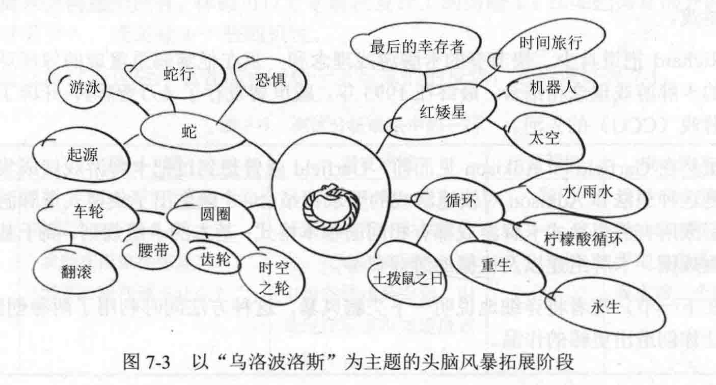 最后的幸存者
时间旅行
游泳
蛇行
恐惧
机器人
红矮星
太空
蛇
起源
水/雨水
循环
车轮
圆圈
柠檬酸循环
腰带
齿轮
翻滚
时空
之轮
土拨鼠之日
重生
永生
图 7-3 以“乌洛波洛斯”为主题的头脑风暴拓展阶段